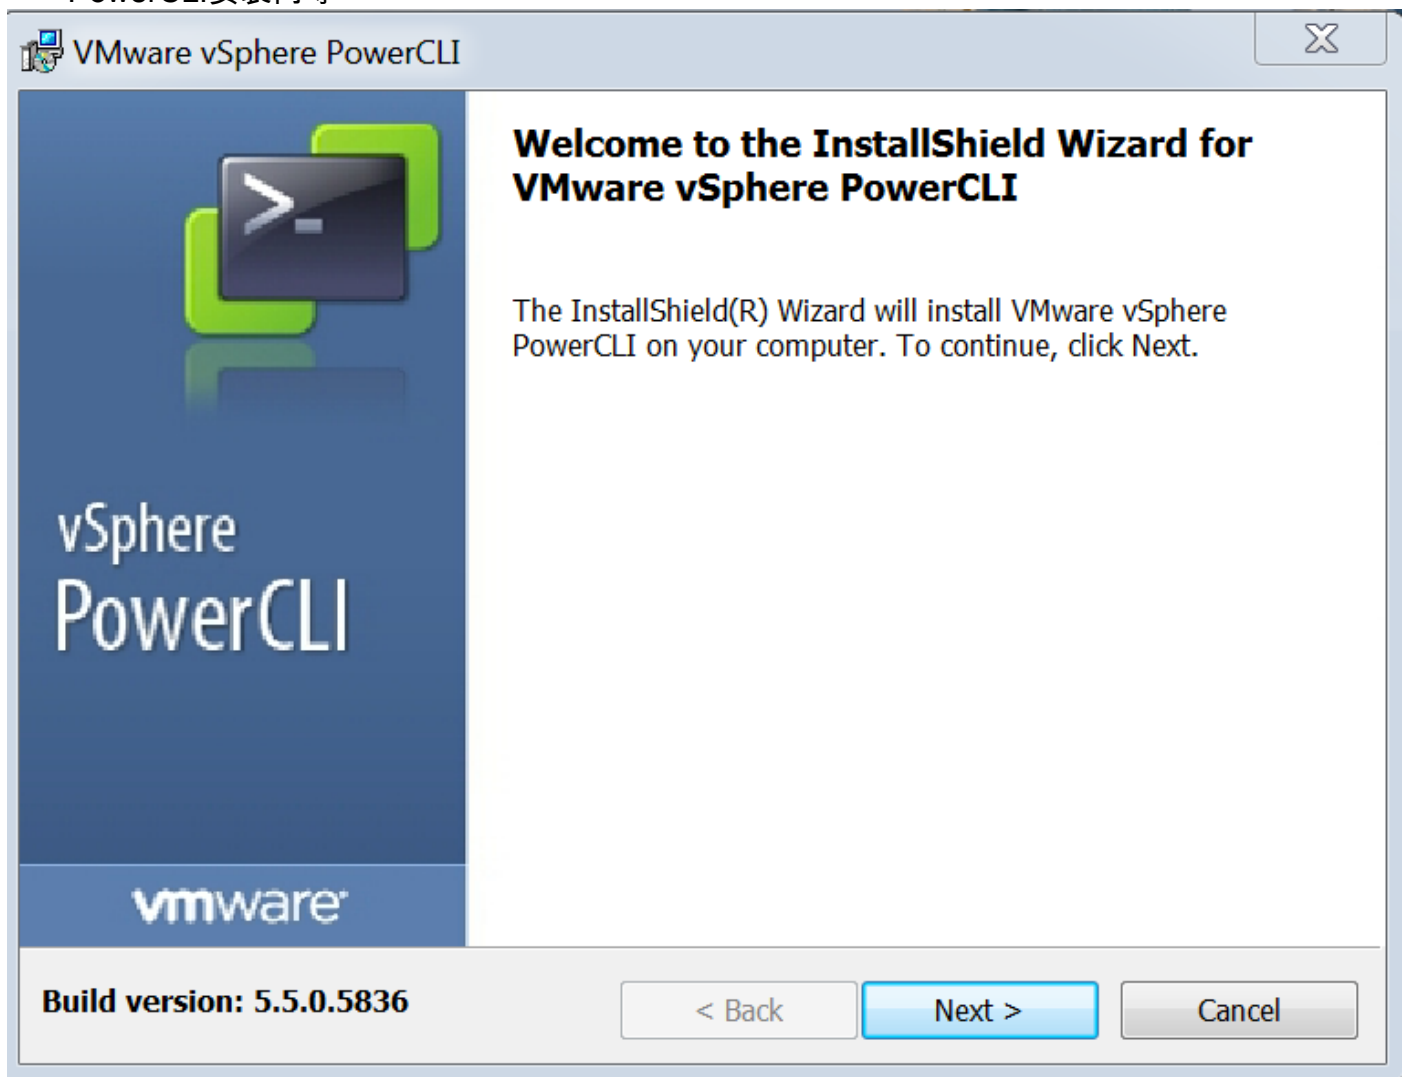 VMware vSphere PowerCLI
Welcome to the InstallShield Wizard for
VMware vSphere PowerCLI
The InstallShield(R) Wizard will install VMware vSphere
PowerCLI on your computer. To continue, click Next.
>_
vSphere
PowerCLI
vmware
Build version: 5.5.0.5836
< Back
Next >
Cancel